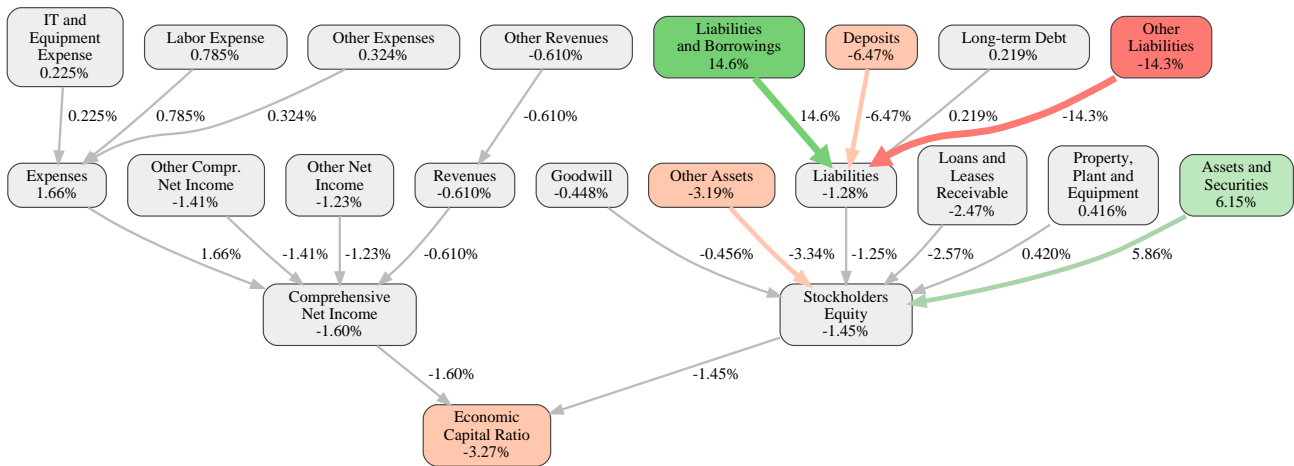 IT and
Equipment
Expense
0.225%
Labor Expense
0.785%
Other Expenses
0.324%
Other Revenues
-0.610%
Liabilities
and Borrowings
14.6%
Deposits
-6.47%
Long-term Debt
0.219%
Other
Liabilities
-14.3%
0.225%
0.785%
0.324%
-0.610%
14.6%
-6.47%
0.219%
-14.3%
Expenses
1.66%
Other Compr.
Net Income
-1.41%
Other Net
Income
-1.23%
Revenues
-0.610%
Goodwill
-0.448%
Other Assets
-3.19%
Liabilities
-1.28%
Loans and
Leases
Receivable
-2.47%
Property,
Plant and
Equipment
0.416%
Assets and
Securities
6.15%
1.66%
-1.41%
-1.23%
-0.610%
-0.456%
-3.34%
-1.25%
-2.57%
0.420%
5.86%
Comprehensive
Net Income
-1.60%
Stockholders
Equity
-1.45%
-1.60%
-1.45%
Economic
Capital Ratio
-3.27%